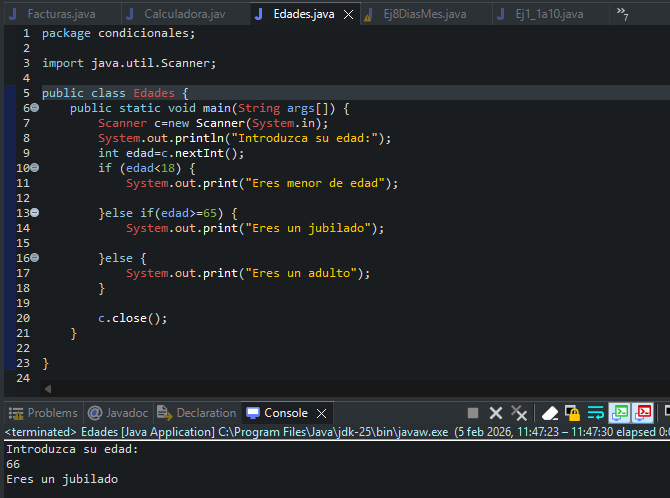 Facturas.java Calculadora.jav Edades.java Ej8DiasMes.java Ej1_1a10.java »7
1 package condicionales;
2
3 import java.util.Scanner;
4
5 public class Edades {
6 public static void main(String args[]) {
7 Scanner c=new Scanner(System.in);
8 System.out.println("Introduzca su edad:");
9 int edad=c.nextInt();
10 if (edad<18) {
11 System.out.print("Eres menor de edad");
12
13 }else if(edad>=65) {
14 System.out.print("Eres un jubilado");
15
16 }else {
17 System.out.print("Eres un adulto");
18 }
19
20 c.close();
21 }
22
23 }
24
Problems Javadoc Declaration Console
<terminated> Edades [Java Application] C:\Program Files\Java\jdk-25\bin\javaw.exe (5 feb 2026, 11:47:23 – 11:47:30 elapsed 0:
Introduzca su edad:
66
Eres un jubilado